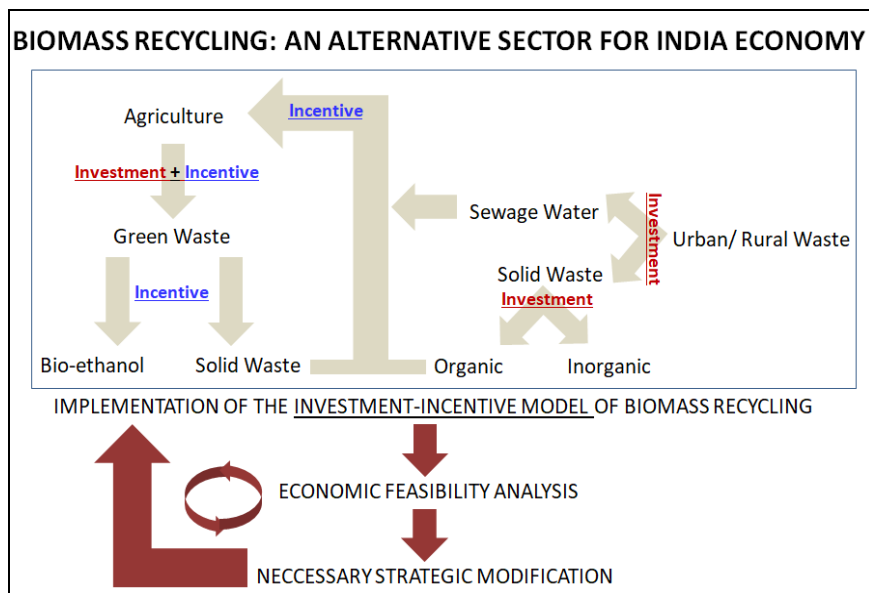 BIOMASS RECYCLING: AN ALTERNATIVE SECTOR FOR INDIA ECONOMY
Incentive
Agriculture
Investment + Incentive
Green Waste
Incentive
Bio-ethanol
Solid Waste
Sewage Water
Investment
Urban/ Rural Waste
Solid Waste
Investment
Organic
Inorganic
IMPLEMENTATION OF THE INVESTMENT-INCENTIVE MODEL OF BIOMASS RECYCLING
ECONOMIC FEASIBILITY ANALYSIS
NECCESSARY STRATEGIC MODIFICATION